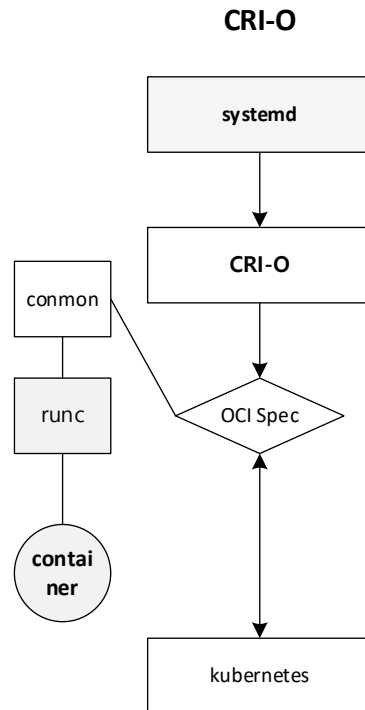 CRI-O
systemd
CRI-O
conmon
runc
OCI Spec
contai
ner
kubernetes